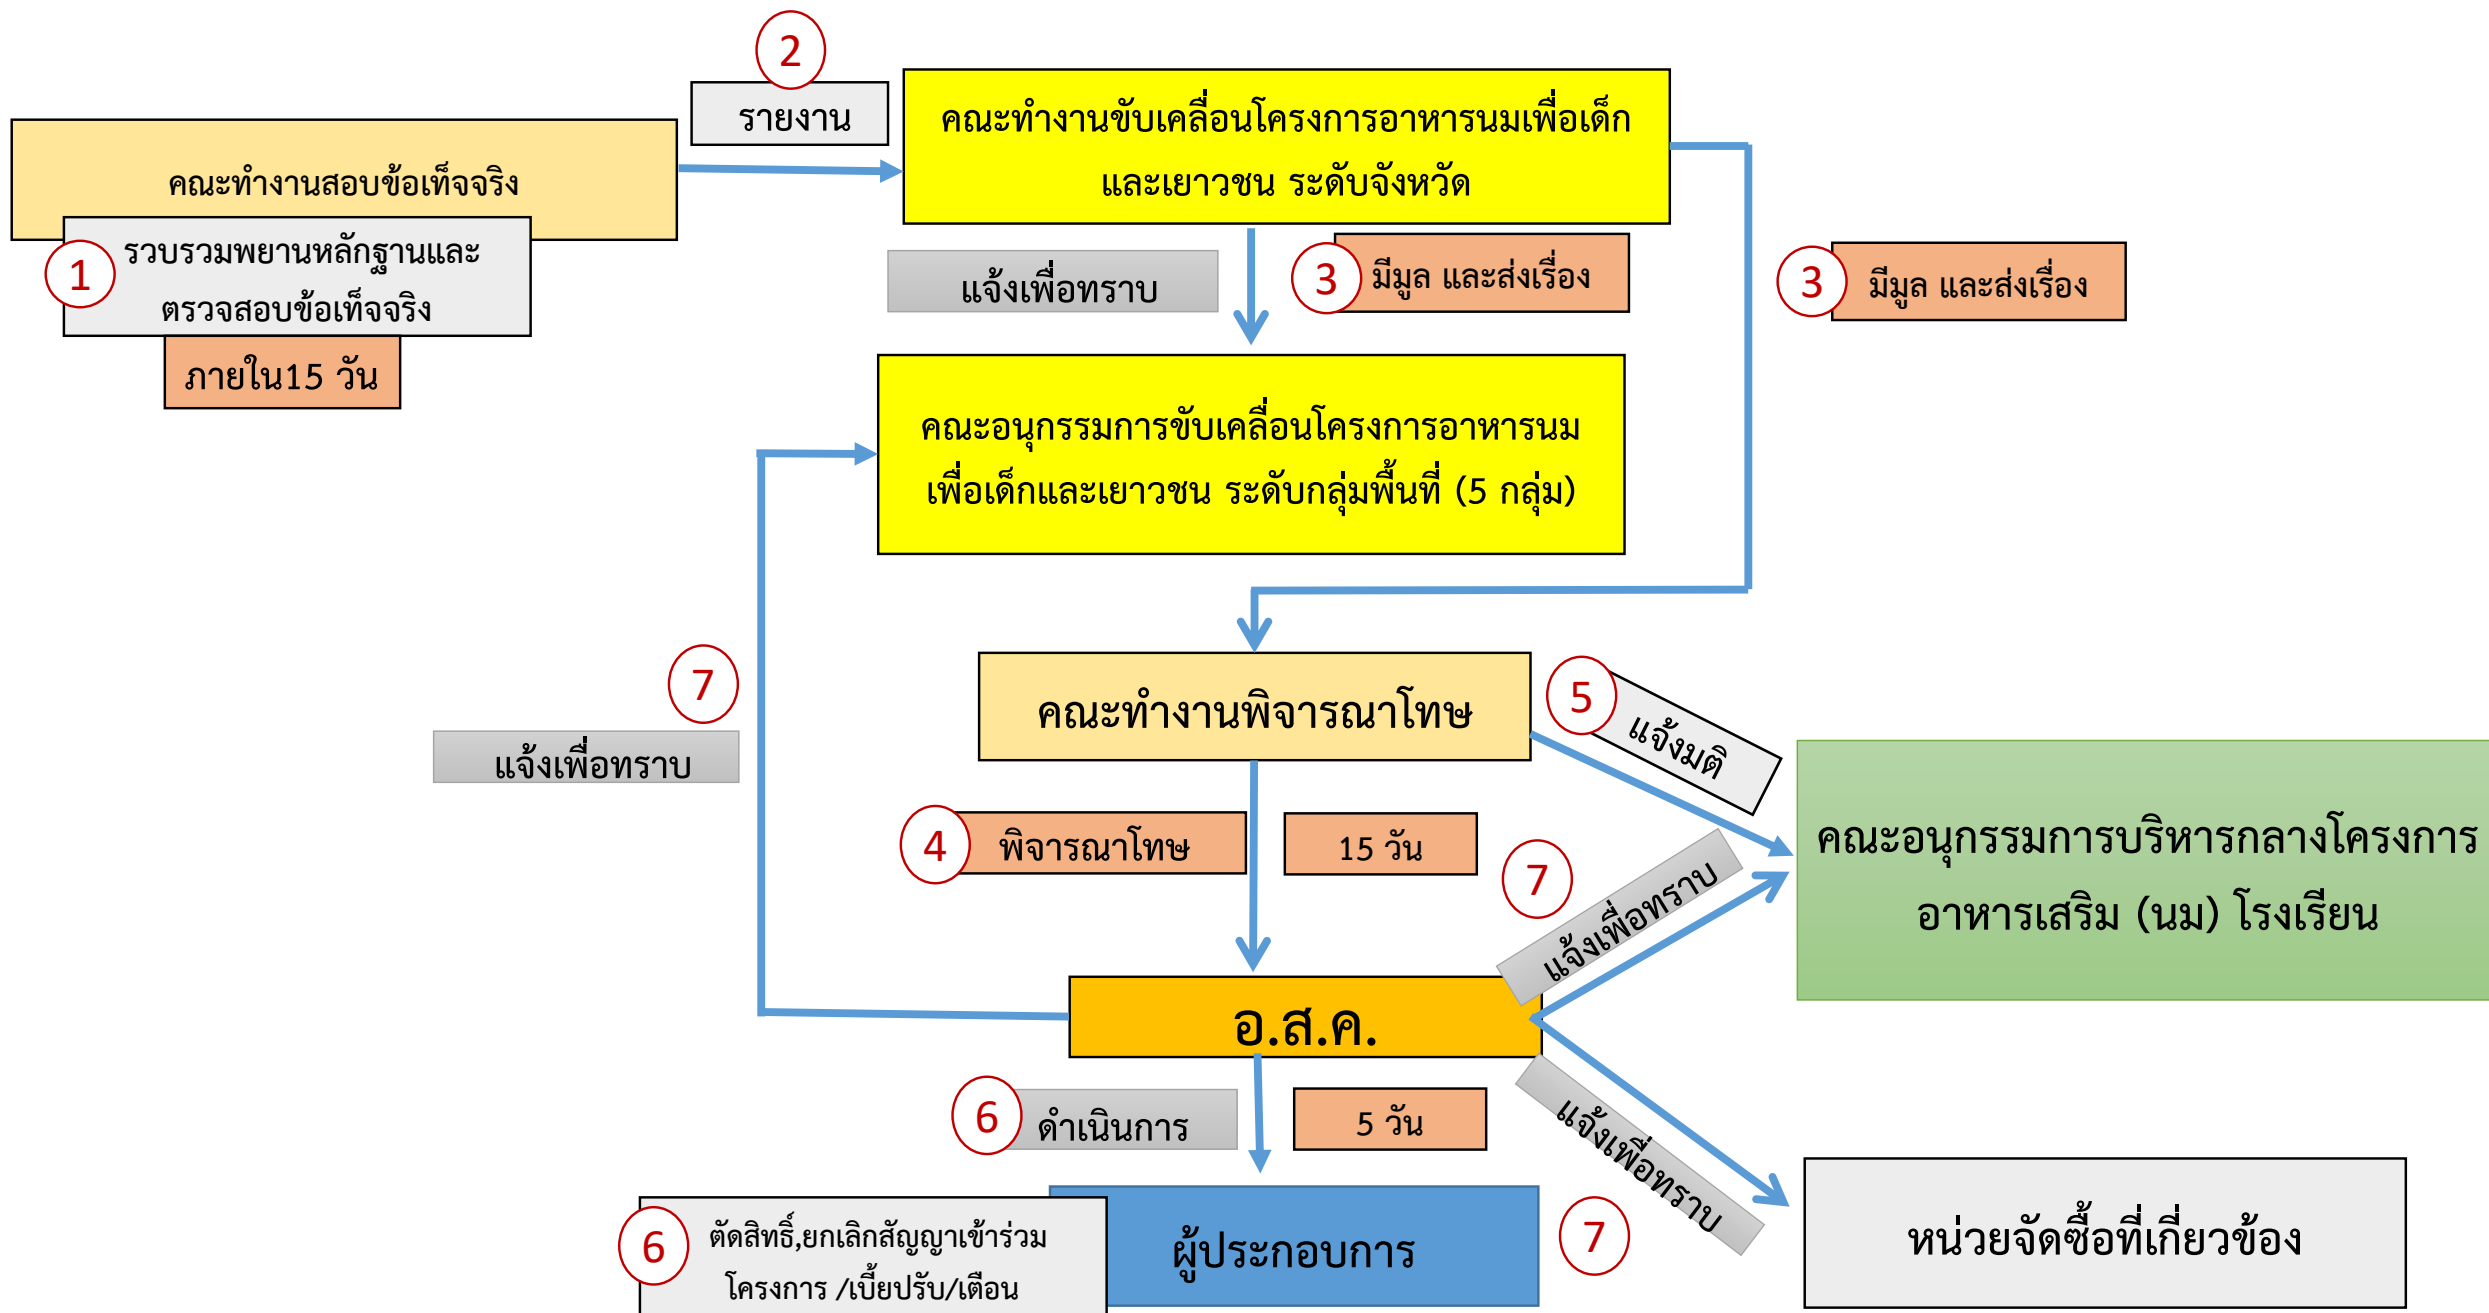 2
รายงาน
คณะทำงานขับเคลื่อนโครงการอาหารนมเพื่อเด็ก
และเยาวชน ระดับจังหวัด
คณะทำงานสอบข้อเท็จจริง
1
รวบรวมพยานหลักฐานและ
ตรวจสอบข้อเท็จจริง
ภายใน15 วัน
แจ้งเพื่อทราบ
3
มีมูล และส่งเรื่อง
3
มีมูล และส่งเรื่อง
คณะอนุกรรมการขับเคลื่อนโครงการอาหารนม
เพื่อเด็กและเยาวชน ระดับกลุ่มพื้นที่ (5 กลุ่ม)
7
แจ้งเพื่อทราบ
คณะทำงานพิจารณาโทษ
5
แจ้งมติ
4
พิจารณาโทษ
15 วัน
7
แจ้งเพื่อทราบ
คณะอนุกรรมการบริหารกลางโครงการ
อาหารเสริม (นม) โรงเรียน
อ.ส.ค.
6
ดำเนินการ
5 วัน
แจ้งเพื่อทราบ
7
6
ตัดสิทธิ์,ยกเลิกสัญญาเข้าร่วม
โครงการ /เบี้ยปรับ/เตือน
ผู้ประกอบการ
หน่วยจัดซื้อที่เกี่ยวข้อง